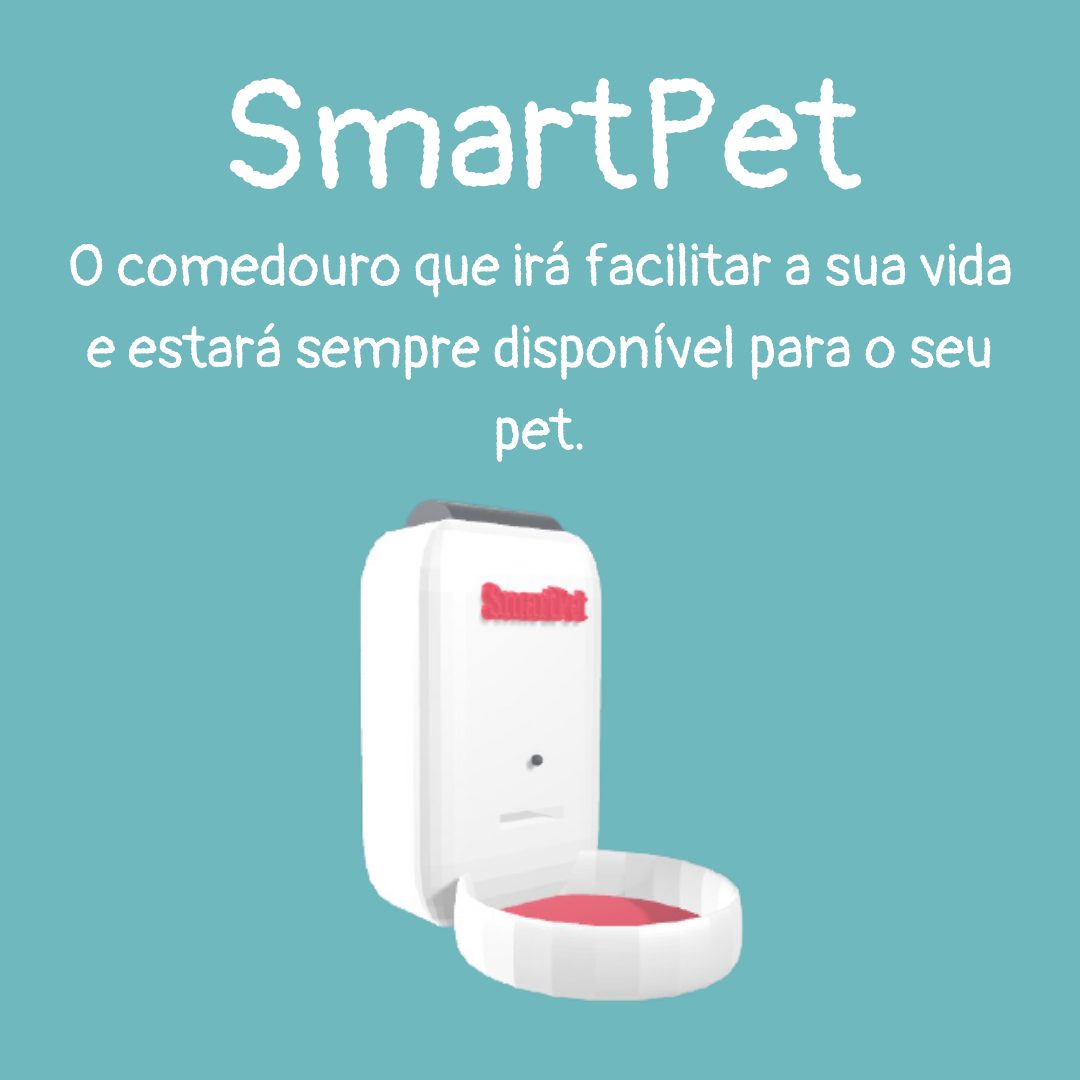 SmartPet
O comedouro que irá facilitar a sua vida
e estará sempre disponível para o seu
pet.
SmartPet